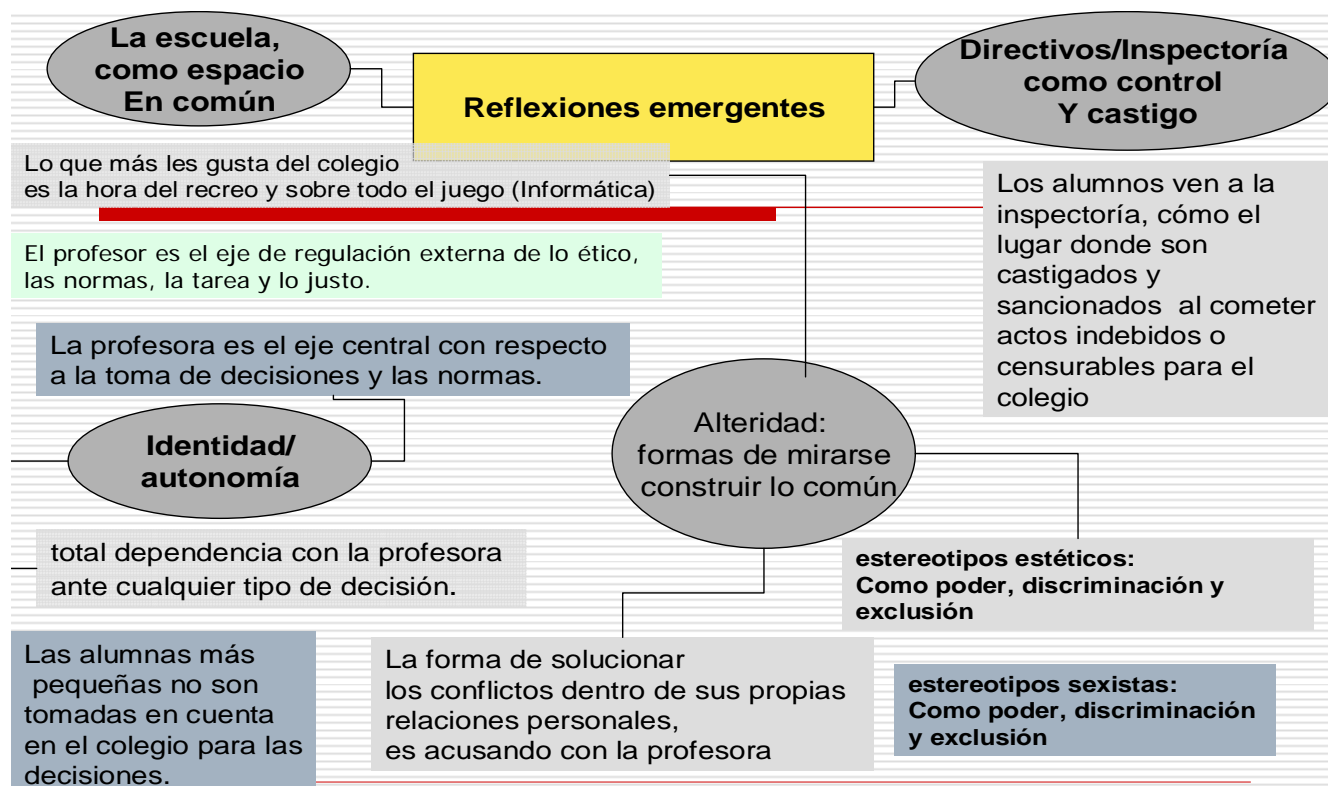 La escuela,
como espacio
En común
Reflexiones emergentes
Directivos/Inspectoría
como control
Y castigo
Lo que más les gusta del colegio
es la hora del recreo y sobre todo el juego (Informática)
Los alumnos ven a la
inspectoría, cómo el
lugar donde son
castigados y
sancionados al cometer
actos indebidos o
censurables para el
colegio
El profesor es el eje de regulación externa de lo ético,
las normas, la tarea y lo justo.
La profesora es el eje central con respecto
a la toma de decisiones y las normas.
Identidad/
autonomía
Alteridad:
formas de mirarse
construir lo común
total dependencia con la profesora
ante cualquier tipo de decisión.
estereotipos estéticos:
Como poder, discriminación y
exclusión
Las alumnas más
pequeñas no son
tomadas en cuenta
en el colegio para las
decisiones.
La forma de solucionar
los conflictos dentro de sus propias
relaciones personales,
es acusando con la profesora
estereotipos sexistas:
Como poder, discriminación
y exclusión